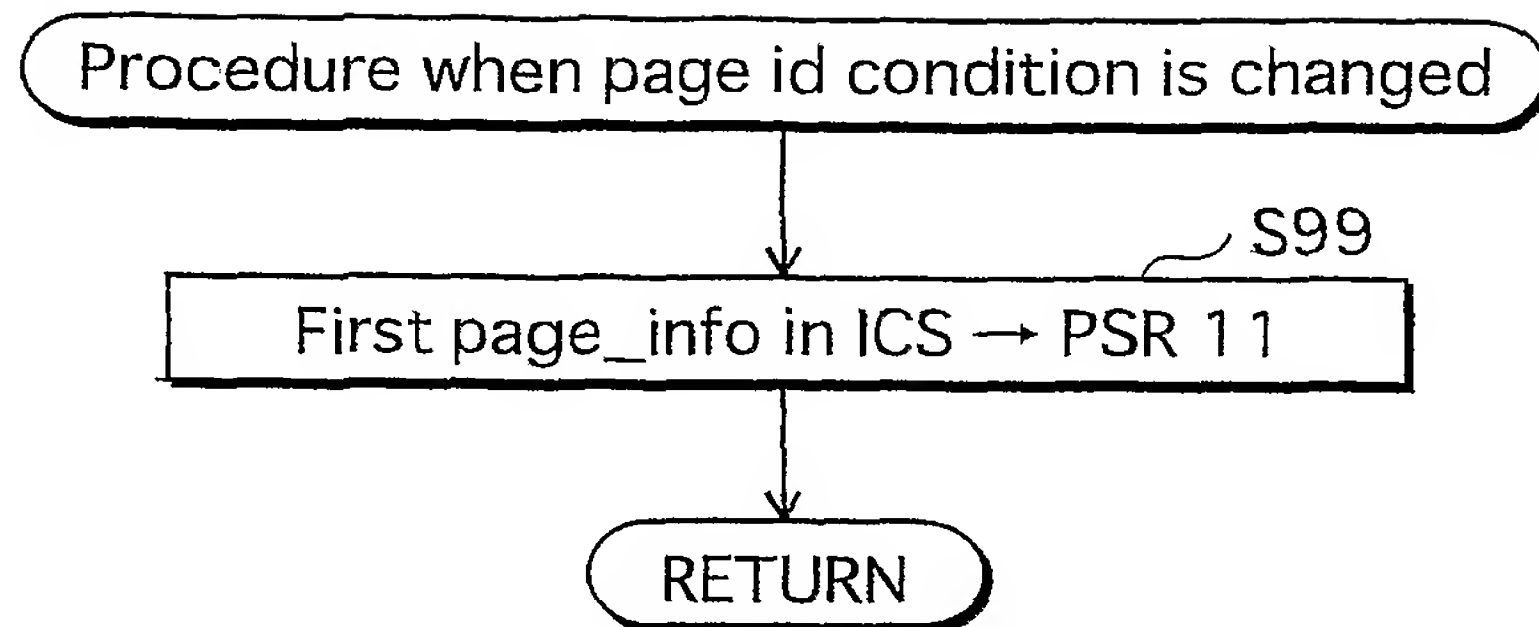 Procedure when page id condition is changed
S99
First page_info in ICS → PSR 11
RETURN